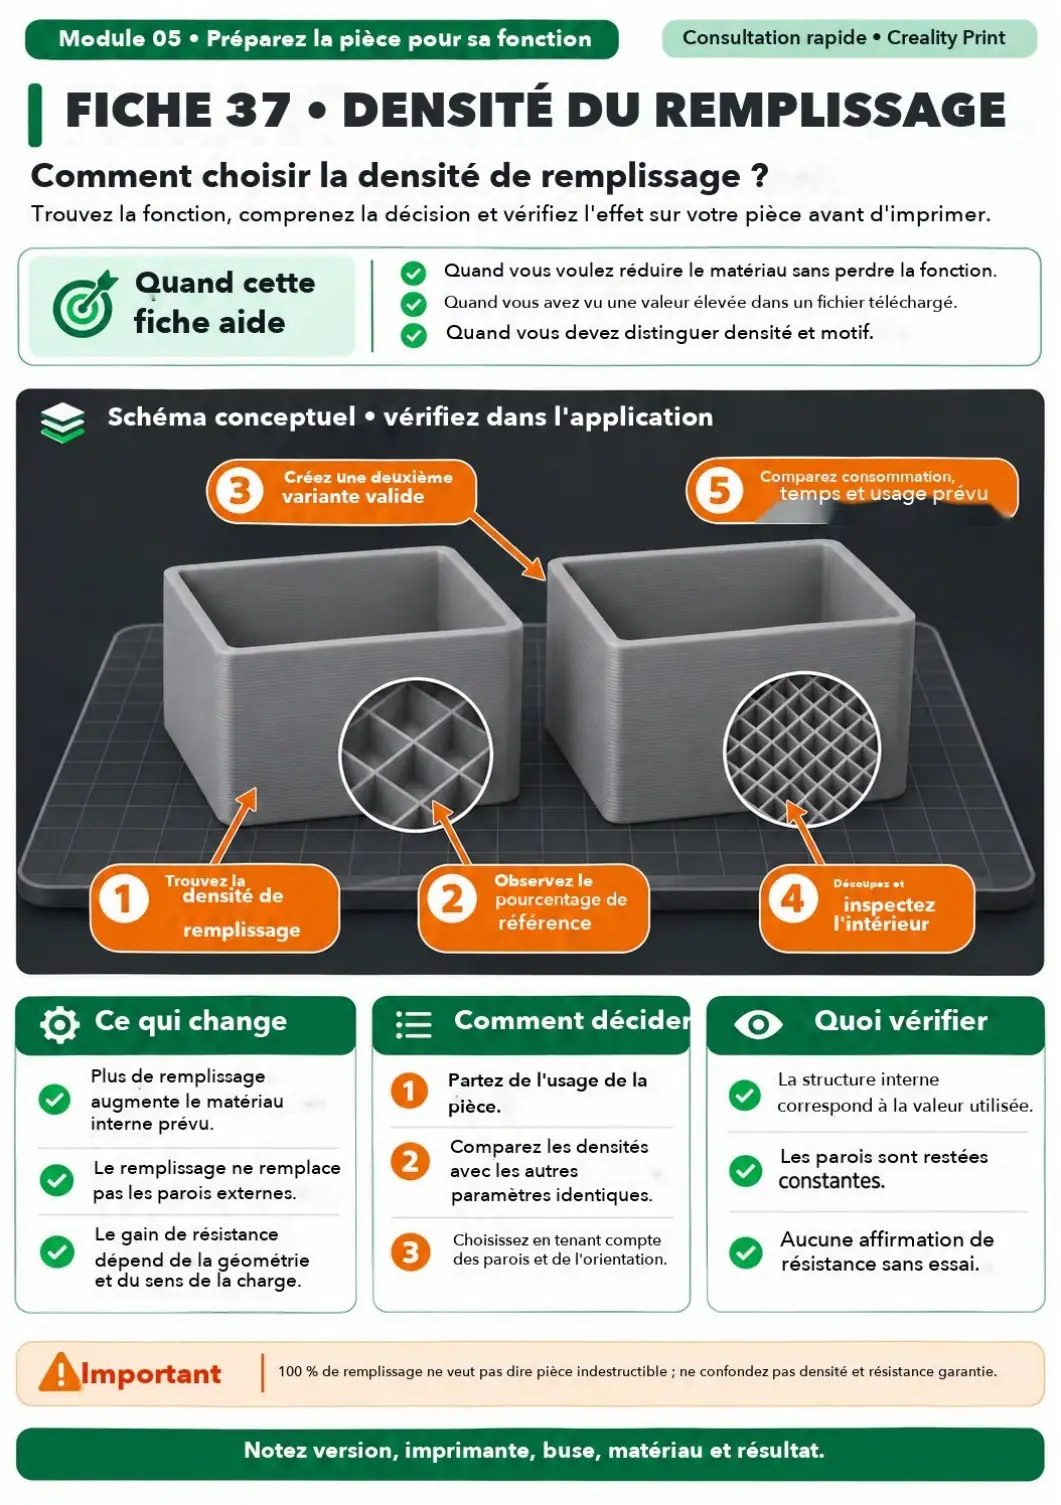 Module 05 • Préparez la pièce pour sa fonction
Consultation rapide • Creality Print
FICHE 37 • DENSITÉ DU REMPLISSAGE
Comment choisir la densité de remplissage ?
Trouvez la fonction, comprenez la décision et vérifiez l'effet sur votre pièce avant d'imprimer.
Quand cette
fiche aide
Quand vous voulez réduire le matériau sans perdre la fonction.
Quand vous avez vu une valeur élevée dans un fichier téléchargé.
Quand vous devez distinguer densité et motif.
Schéma conceptuel • vérifiez dans l'application
3
Créez une deuxième
variante valide
5
Comparez consommation,
temps et usage prévu
1
Trouvez la
densité de
remplissage
2
Observez le
pourcentage de
référence
4
Découpez et
inspectez
l'intérieur
Ce qui change
Plus de remplissage
augmente le matériau
interne prévu.
Le remplissage ne remplace
pas les parois externes.
Le gain de résistance
dépend de la géométrie
et du sens de la charge.
Comment décider
1
Partez de l'usage de la
pièce.
2
Comparez les densités
avec les autres
paramètres identiques.
3
Choisissez en tenant compte
des parois et de l'orientation.
Quoi vérifier
La structure interne
correspond à la valeur utilisée.
Les parois sont restées
constantes.
Aucune affirmation de
résistance sans essai.
Important
100 % de remplissage ne veut pas dire pièce indestructible ; ne confondez pas densité et résistance garantie.
Notez version, imprimante, buse, matériau et résultat.